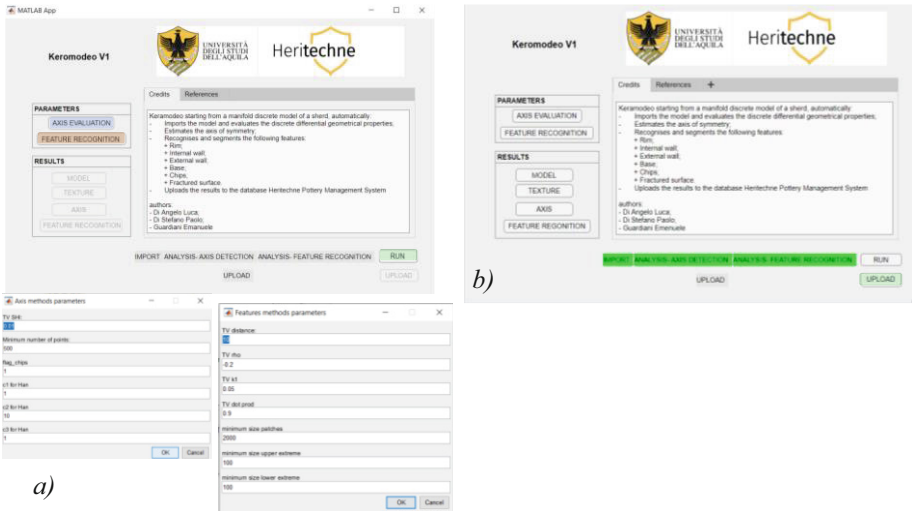 MATLAB App
Keromodeo V1
UNIVERSITÀ
DEGLI STUDI
DELL'AQUILA
Heritechne
Credits References
PARAMETERS
AXIS EVALUATION
FEATURE RECOGNITION
RESULTS
MODEL
TEXTURE
AXIS
FEATURE RECOGNITION
Keramodeo starting from a manifold discrete model of a sherd, automatically:
- Imports the model and evaluates the discrete differential geometrical properties;
- Estimates the axis of symmetry;
- Recognises and segments the following features:
+ Rim;
+ Internal wall;
+ External wall;
+ Base;
+ Chips;
+ Fractured surface.
- Uploads the results to the database Heritechne Pottery Management System
authors:
- Di Angelo Luca;
- Di Stefano Paolo;
- Guardiani Emanuele
IMPORT ANALYSIS- AXIS DETECTION ANALYSIS- FEATURE RECOGNITION RUN
UPLOAD UPLOAD
Keromodeo V1
UNIVERSITÀ
DEGLI STUDI
DELL'AQUILA
Heritechne
Credits References +
PARAMETERS
AXIS EVALUATION
FEATURE RECOGNITION
RESULTS
MODEL
TEXTURE
AXIS
FEATURE REGONITION
Keramodeo starting from a manifold discrete model of a sherd, automatically:
- Imports the model and evaluates the discrete differential geometrical properties;
- Estimates the axis of symmetry;
- Recognises and segments the following features:
+ Rim;
+ Internal wall;
+ External wall;
+ Base;
+ Chips;
+ Fractured surface.
- Uploads the results to the database Heritechne Pottery Management System
authors:
- Di Angelo Luca;
- Di Stefano Paolo;
- Guardiani Emanuele
IMPORT ANALYSIS- AXIS DETECTION ANALYSIS- FEATURE RECOGNITION RUN
UPLOAD UPLOAD
b)
Axis methods parameters
TV SHI:
Minimum number of points:
500
flag_chips
1
c1 for Han
1
c2 for Han
10
c3 for Han
1
OK Cancel
Features methods parameters
TV distance:
TV rho
-0.2
TV k1
0.05
TV dot prod
0.9
minimum size patches
2000
minimum size upper extreme
100
minimum size lower extreme
100
OK Cancel
a)